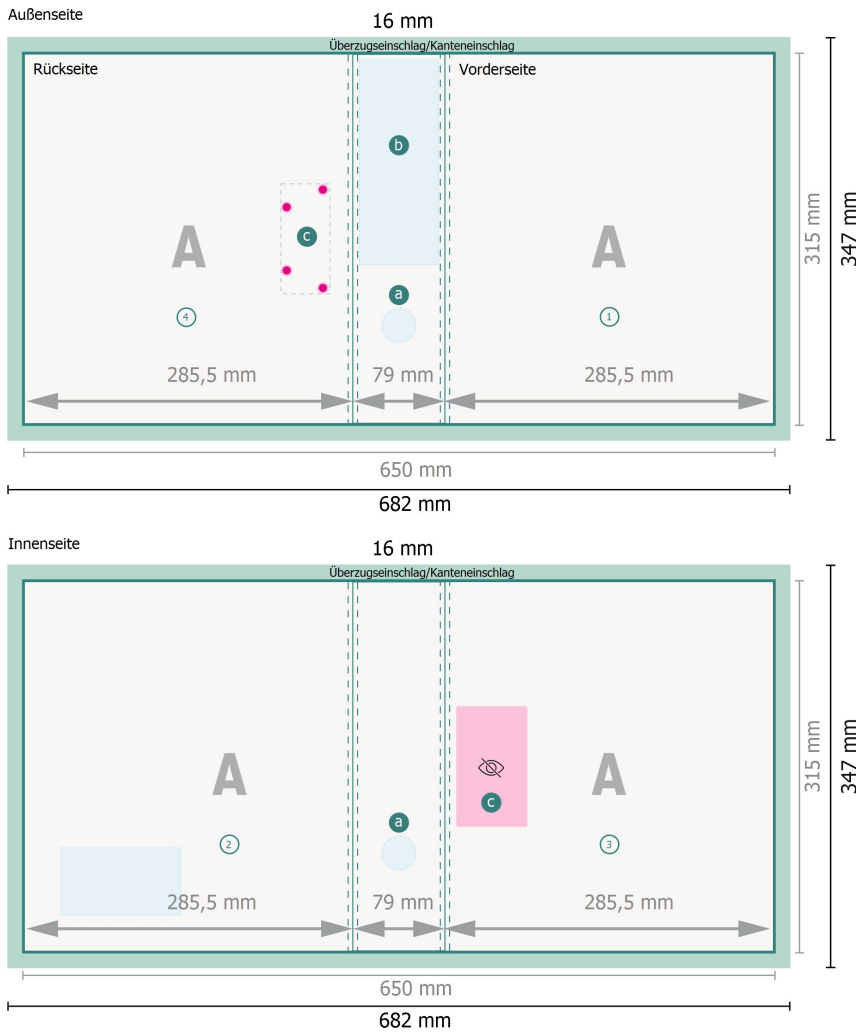 Außenseite
16 mm
Überzugseinschlag/Kanteneinschlag
Rückseite
Vorderseite
b
c
A
A
a
4
1
285,5 mm
79 mm
285,5 mm
315 mm
347 mm
650 mm
682 mm
Innenseite
16 mm
Überzugseinschlag/Kanteneinschlag
A
A
c
a
2
3
285,5 mm
79 mm
285,5 mm
315 mm
347 mm
650 mm
682 mm